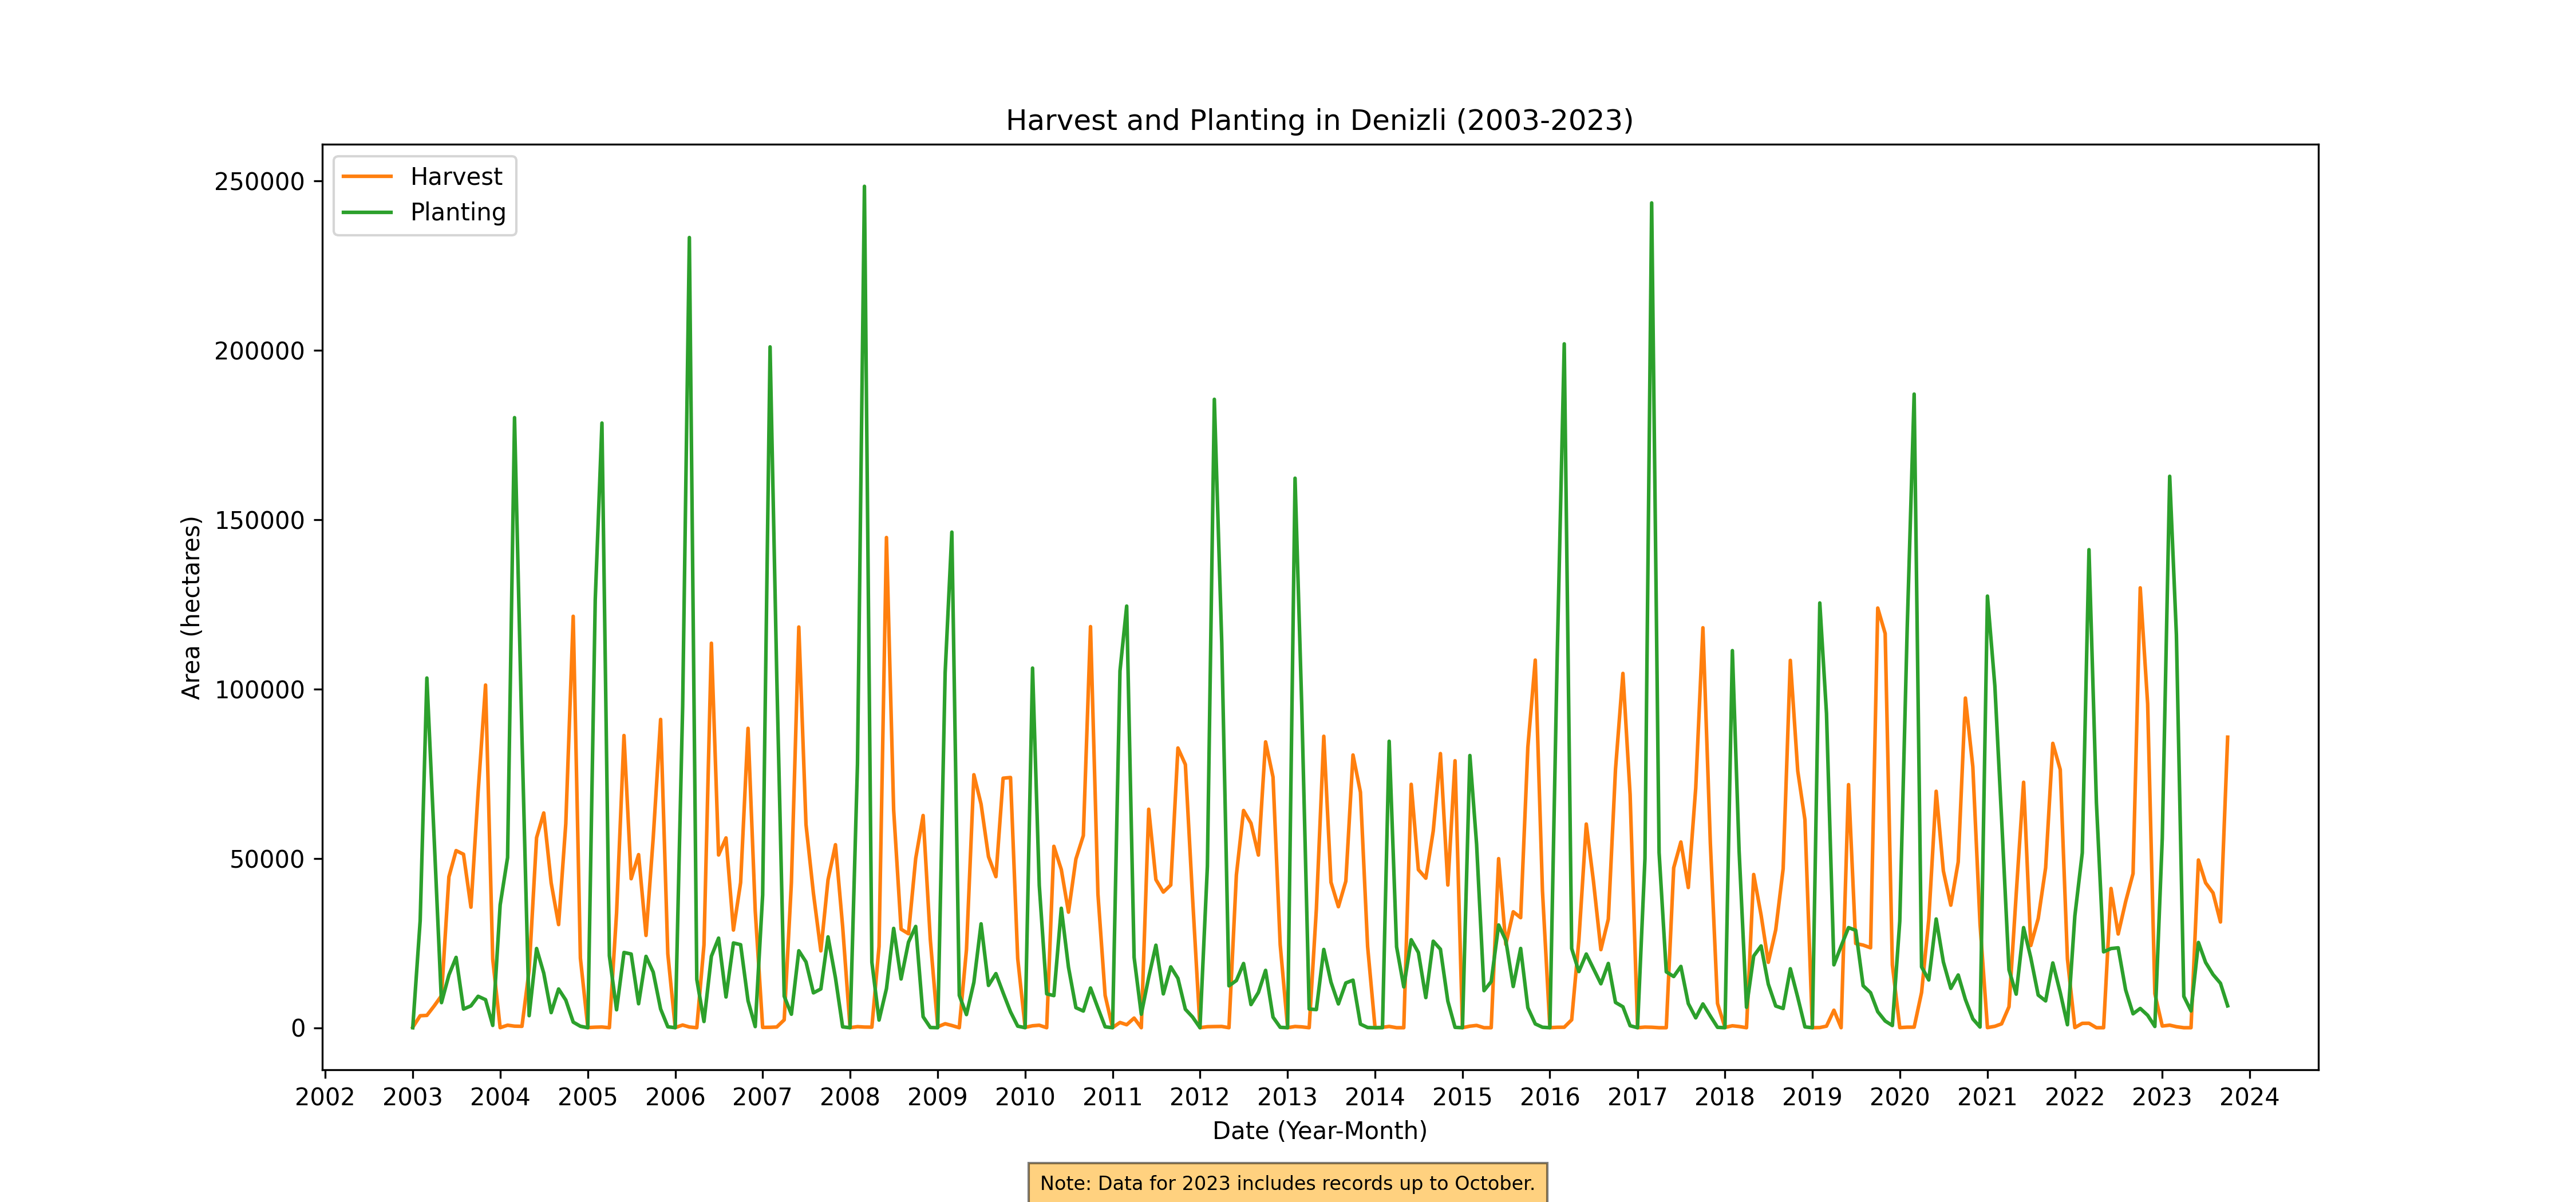 Harvest and Planting in Denizli (2003-2023)
Harvest
Planting
250000
200000
150000
100000
50000
0
Area (hectares)
2002 2003 2004 2005 2006 2007 2008 2009 2010 2011 2012 2013 2014 2015 2016 2017 2018 2019 2020 2021 2022 2023 2024
Date (Year-Month)
Note: Data for 2023 includes records up to October.